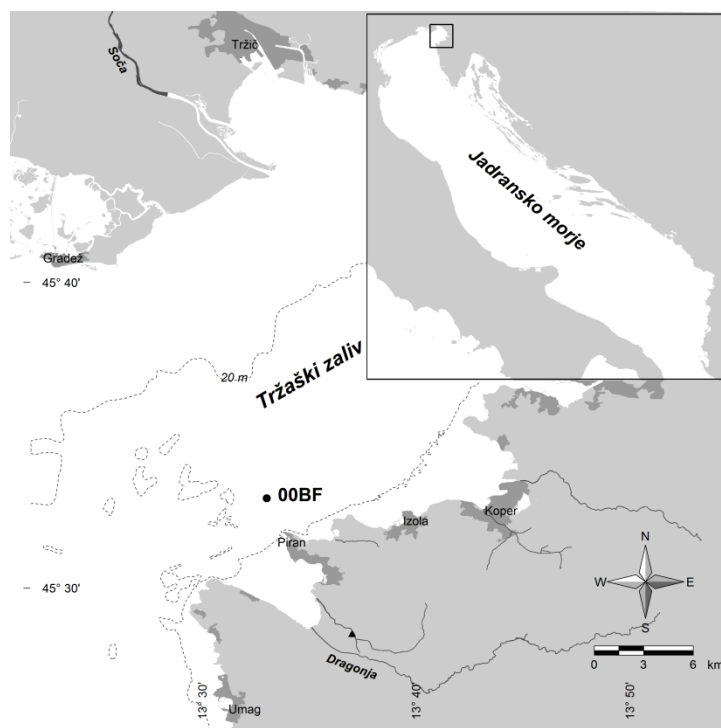 Tržič
Soča
Jadransko morje
Gradež
45° 40'
20 m
Tržaški zaliv
00BF
Koper
Izola
Piran
N
W E
S
45° 30'
0 3 6 km
Dragonja
Umag
13° 30'
13° 40'
13° 50'